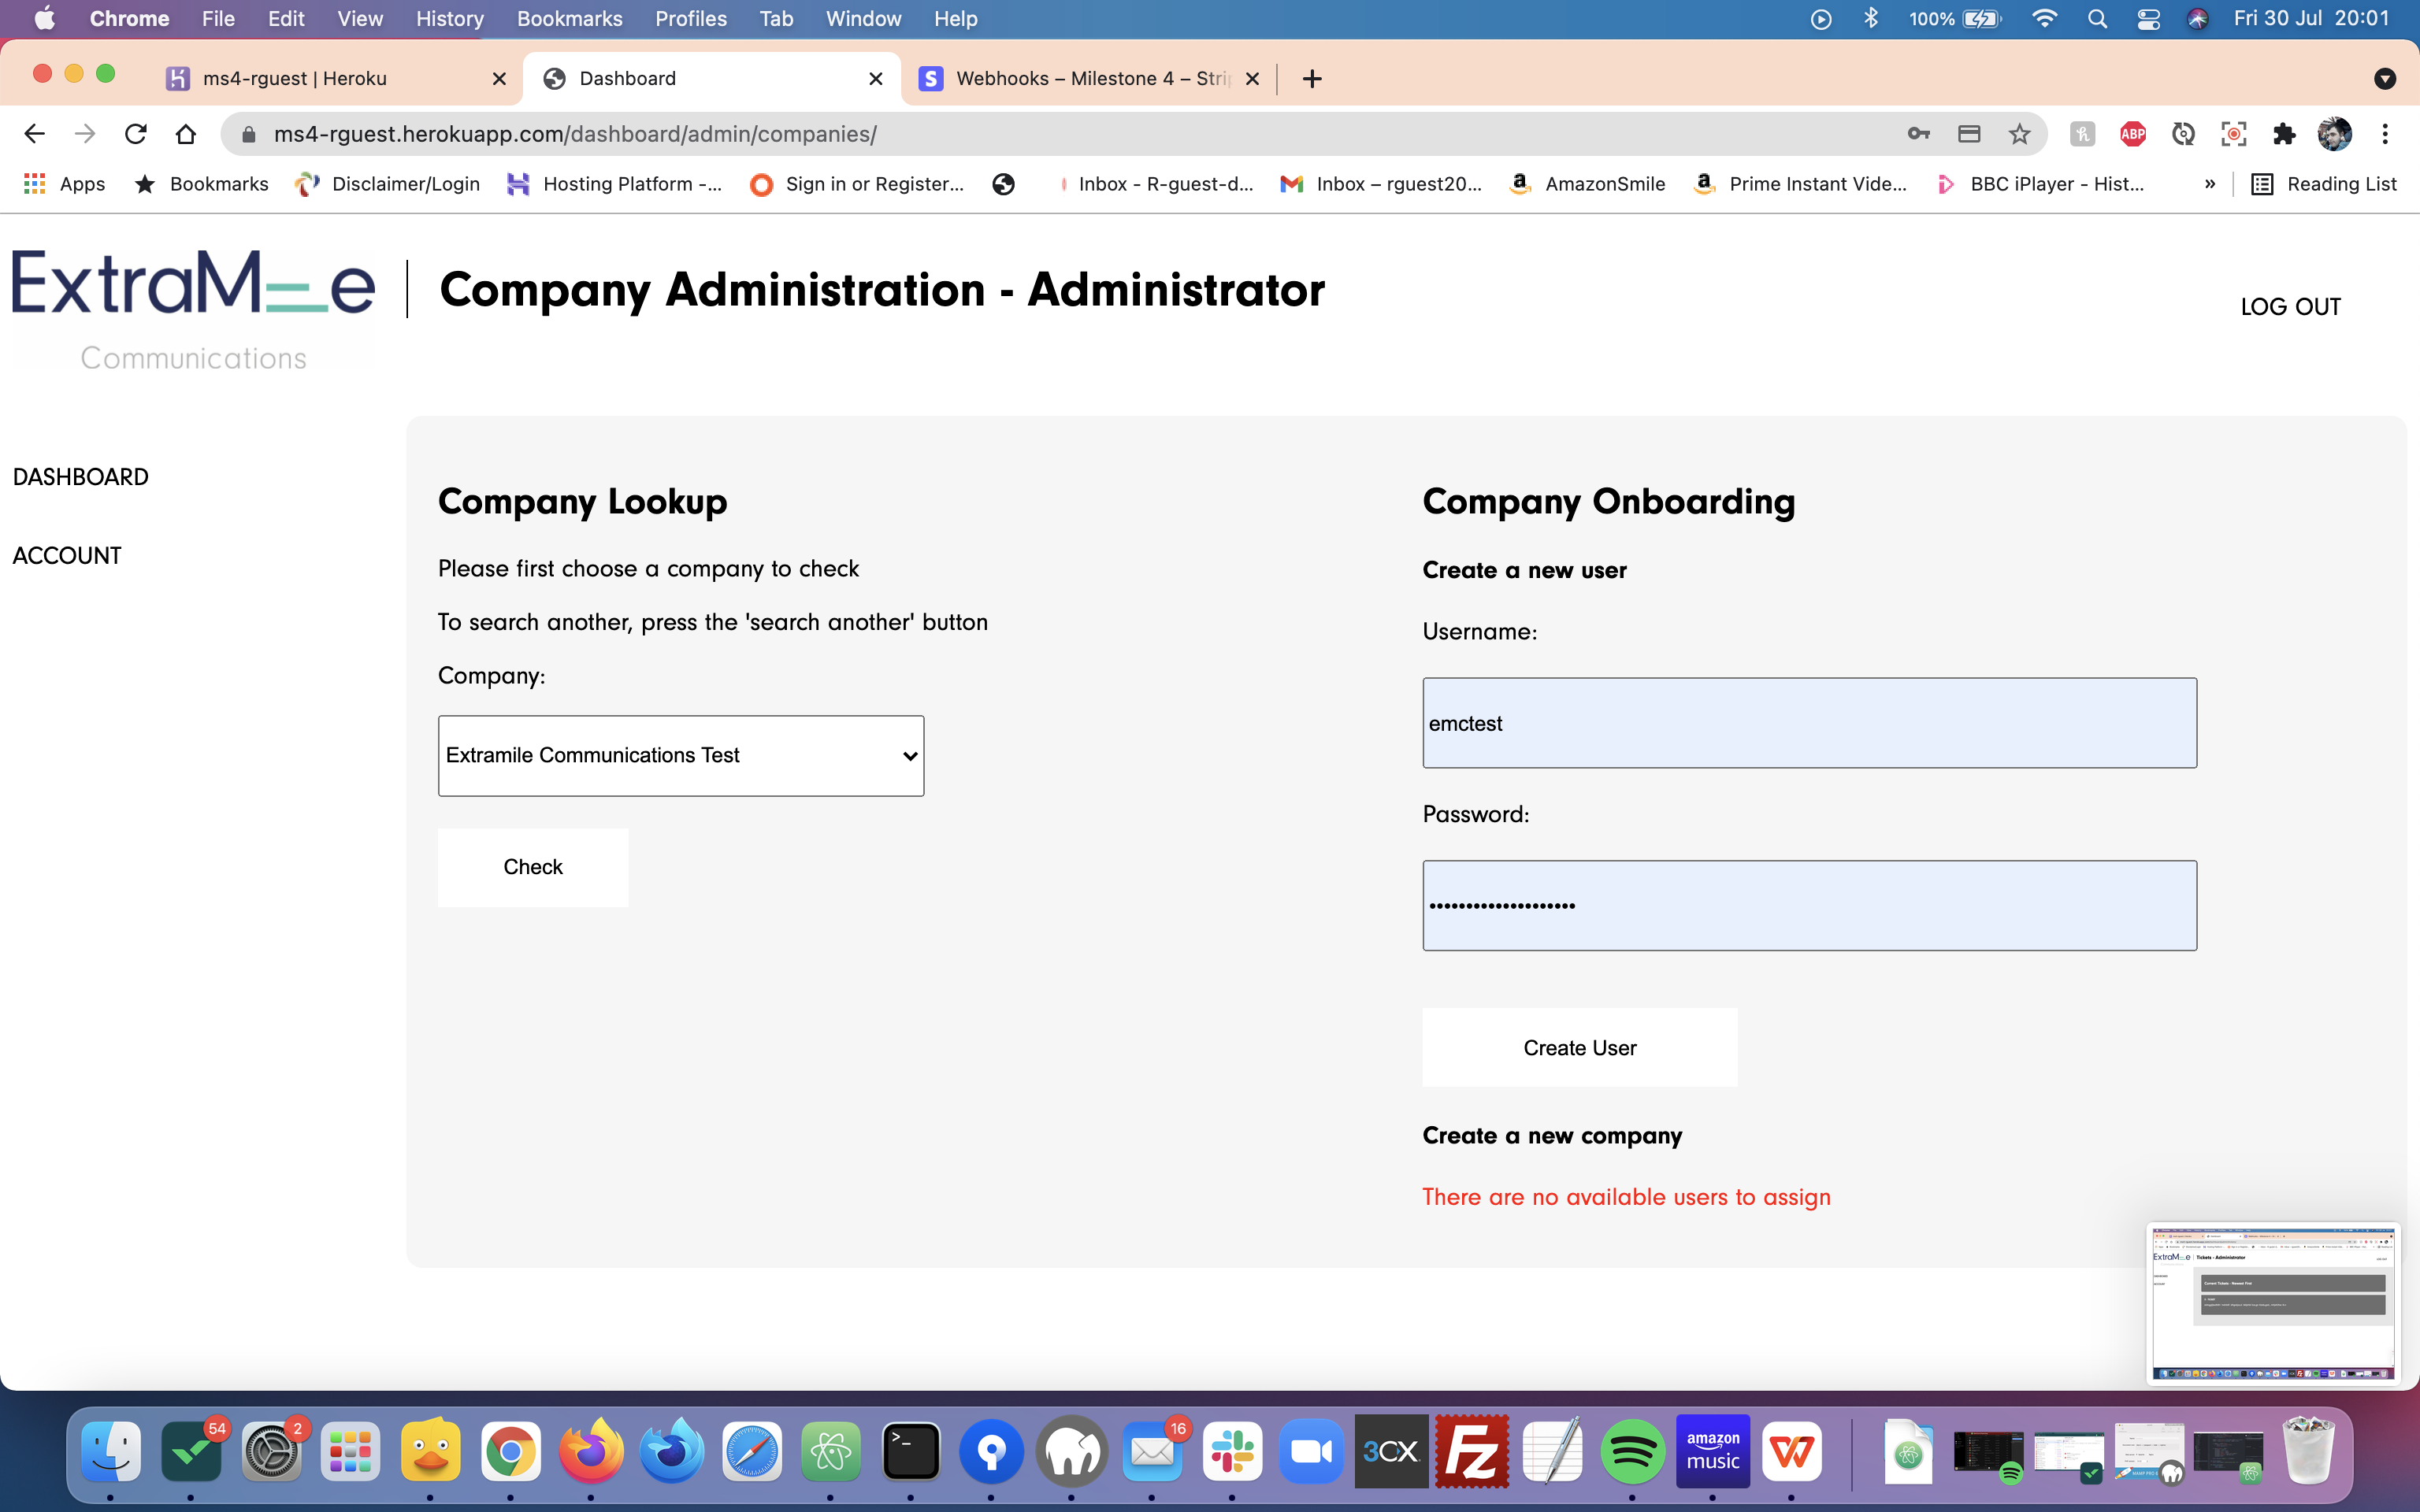 Chrome File Edit View History Bookmarks Profiles Tab Window Help 100% Fri 30 Jul 20:01
ms4-rguest | Heroku Dashboard Webhooks – Milestone 4 – Stri
ms4-rguest.herokuapp.com/dashboard/admin/companies/ ABP
Apps Bookmarks Disclaimer/Login Hosting Platform -... Sign in or Register... Inbox - R-guest-d... Inbox – rguest20... AmazonSmile Prime Instant Vide... BBC iPlayer - Hist... » Reading List
ExtraM e
Communications
Company Administration - Administrator
LOG OUT
DASHBOARD
ACCOUNT
Company Lookup
Please first choose a company to check
To search another, press the 'search another' button
Company:
Extramile Communications Test
Check
Company Onboarding
Create a new user
Username:
emctest
Password:
••••••••••••••••••••
Create User
Create a new company
There are no available users to assign
ExtraM e Tickets - Administrator
54 2 16
3CX
Fz
amazon
music